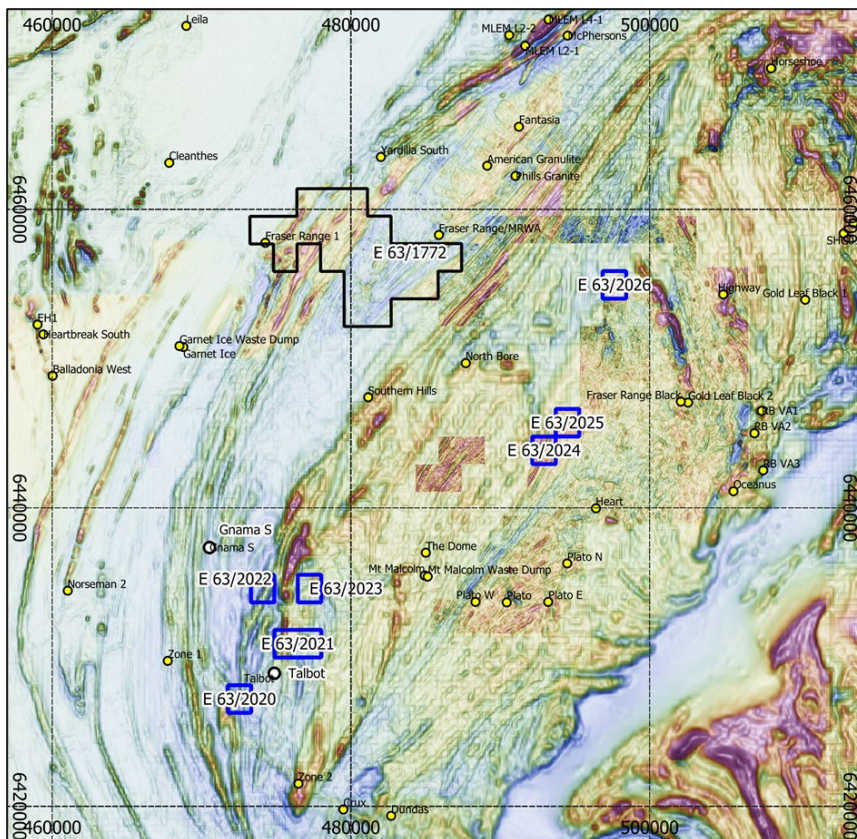 460000
480000
500000
Leila
MLEM L4-1
MLEM L2-2
McPhersons
MLEM L2-1
Horseshoe
Fantasia
Yardilla South
Cleanthes
American Granulite
Phills Granite
6460000
6460000
Fraser Range/MRWA
Fraser Range 1
E 63/1772
E 63/2026
Highway
Gold Leaf Black 1
EH1
Heartbreak South
Garnet Ice Waste Dump
Garnet Ice
North Bore
Balladonia West
Southern Hills
Fraser Range Black
Gold Leaf Black 2
RB VA1
E 63/2025
RB VA2
E 63/2024
RB VA3
Oceanus
6440000
6440000
Heart
Gnama S
Gnama S
The Dome
Plato N
Mt Malcolm
Mt Malcolm Waste Dump
E 63/2022
E 63/2023
Norseman 2
Plato W
Plato
Plato E
E 63/2021
Zone 1
Talbot
Talbot
E 63/2020
Zone 2
Crux
Dundas
6420000
6420000
460000
480000
500000